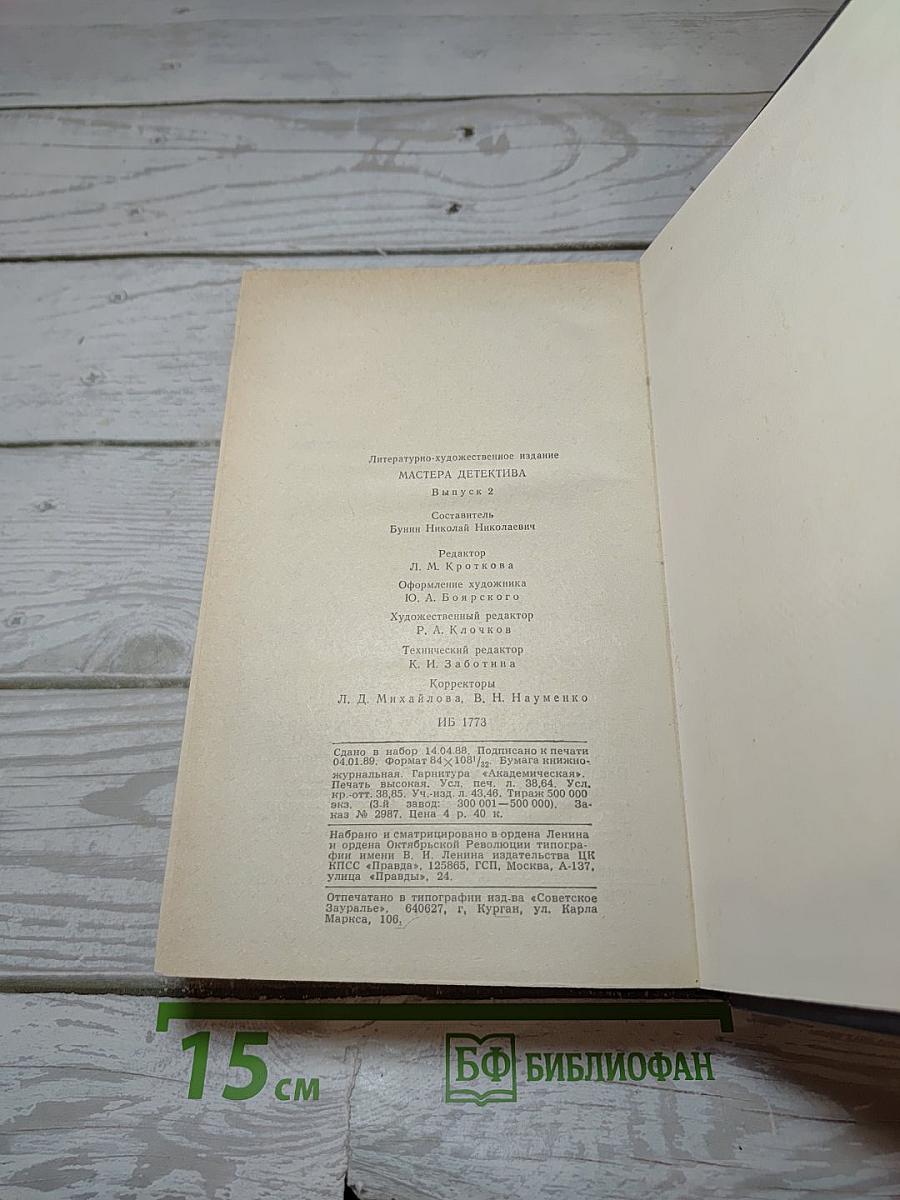 Литературно-художественное издание
МАСТЕРА ДЕТЕКТИВА
Выпуск 2
Составитель
Бунин Николай Николаевич
Редактор
Л. М. Кроткова
Оформление художника
Ю. А. Боярского
Художественный редактор
Р. А. Клочков
Технический редактор
К. И. Заботина
Корректоры
Л. Д. Михайлова, В. Н. Науменко
ИБ 1773
Сдано в набор 14.04.88. Подписано к печати
04.01.89. Формат 84×108¹/₃₂. Бумага книжно-
журнальная. Гарнитура «Академическая».
Печать высокая. Усл. печ. л. 38,64. Усл.
кр.-отт. 38,85. Уч.-изд. л. 43,46. Тираж 500 000
экз. (3-й завод: 300 001—500 000). За-
каз № 2987. Цена 4 р. 40 к.
Набрано и сматрицировано в ордена Ленина
и ордена Октябрьской Революции типогра-
фии имени В. И. Ленина издательства ЦК
КПСС «Правда», 125865, ГСП, Москва, А-137,
улица «Правды», 24.
Отпечатано в типографии изд-ва «Советское
Зауралье», 640627, г. Курган, ул. Карла
Маркса, 106.
15 см
БФ БИБЛИОФАН